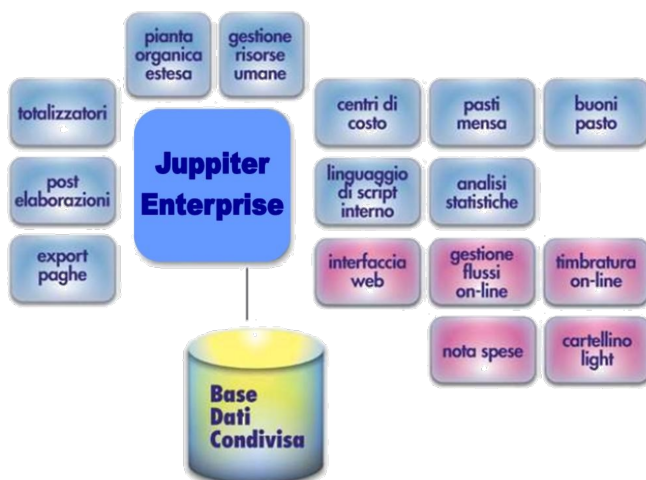 pianta
organica
estesa
gestione
risorse
umane
totalizzatori
post
elaborazioni
export
paghe
Juppiter
Enterprise
centri di
costo
pasti
mensa
buoni
pasto
linguaggio
di script
interno
analisi
statistiche
interfaccia
web
gestione
flussi
on-line
timbratura
on-line
nota spese
cartellino
light
Base
Dati
Condivisa